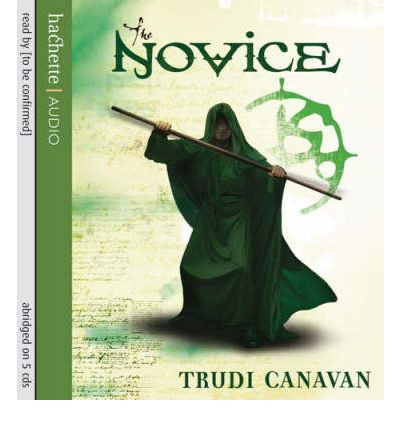 the
NOVICE
TRUDI CANAVAN
hachette | AUDIO
read by [to be confirmed]
abridged on 5 cds